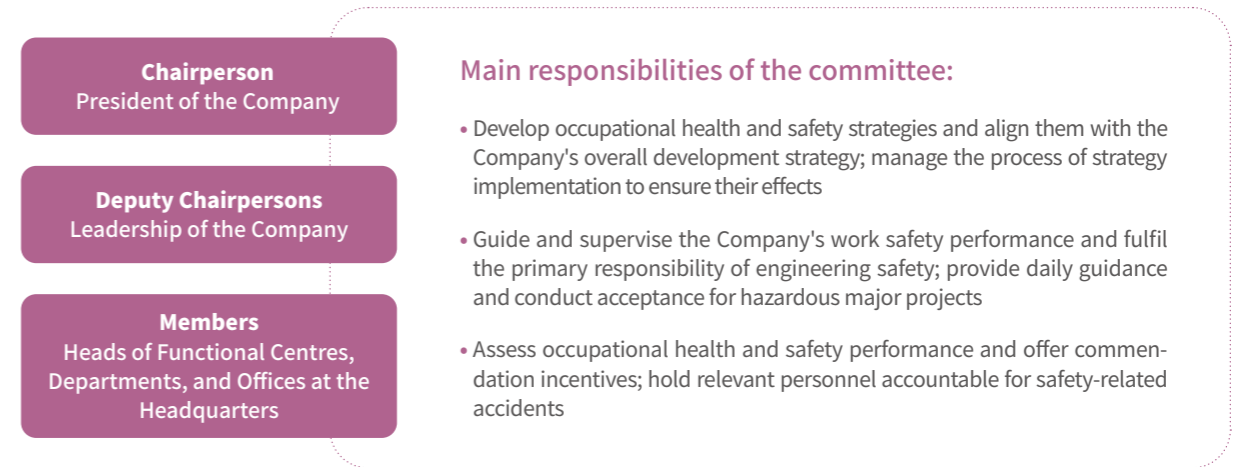 Chairperson
President of the Company
Deputy Chairpersons
Leadership of the Company
Members
Heads of Functional Centres,
Departments, and Offices at the
Headquarters
Main responsibilities of the committee:
• Develop occupational health and safety strategies and align them with the
Company's overall development strategy; manage the process of strategy
implementation to ensure their effects
• Guide and supervise the Company's work safety performance and fulfil
the primary responsibility of engineering safety; provide daily guidance
and conduct acceptance for hazardous major projects
• Assess occupational health and safety performance and offer commen-
dation incentives; hold relevant personnel accountable for safety-related
accidents